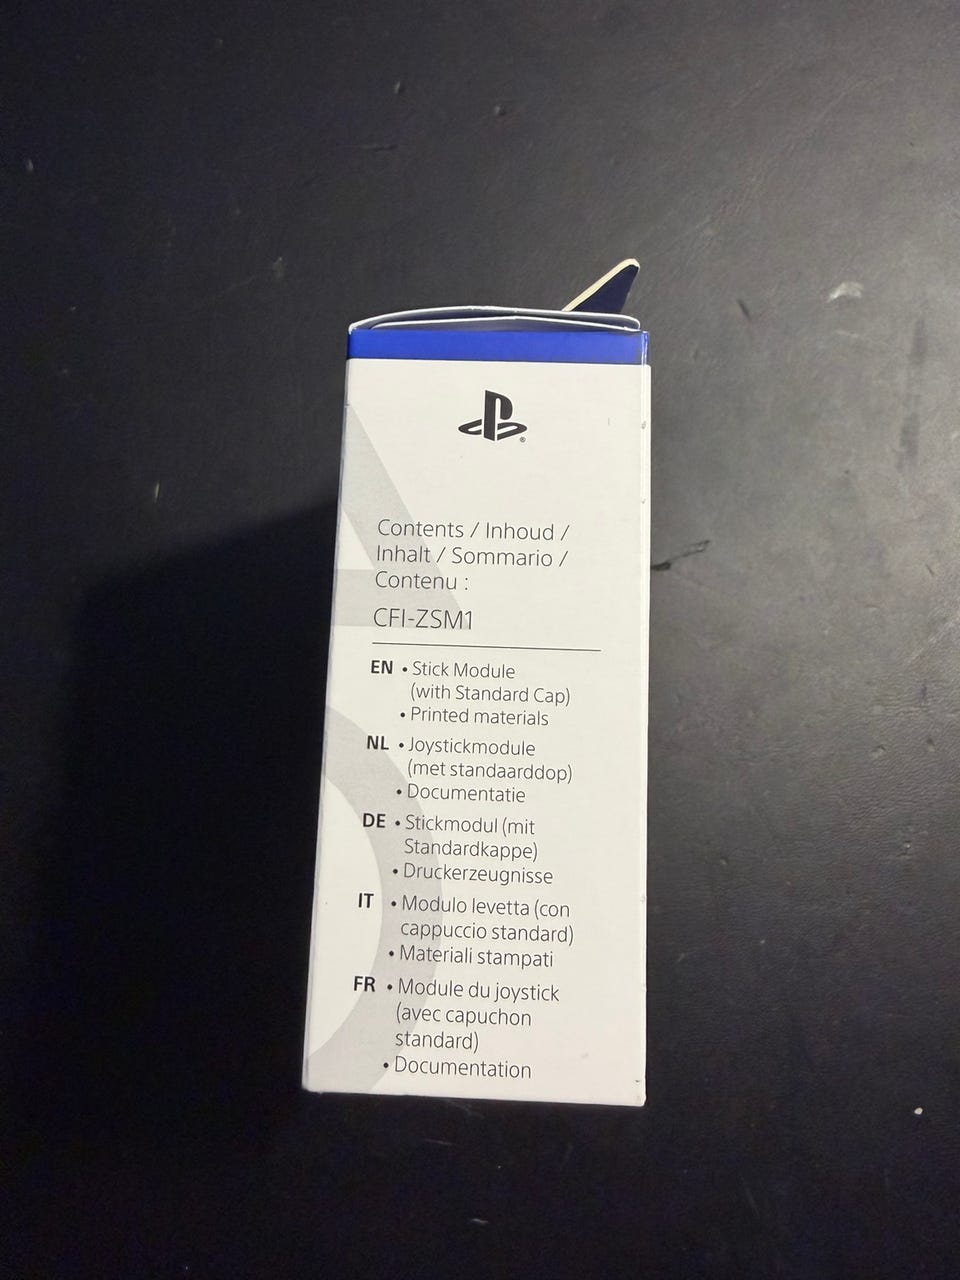 Contents / Inhoud /
Inhalt / Sommario /
Contenu :
CFI-ZSM1
EN • Stick Module
(with Standard Cap)
• Printed materials
NL • Joystickmodule
(met standaarddop)
• Documentatie
DE • Stickmodul (mit
Standardkappe)
• Druckerzeugnisse
IT • Modulo levetta (con
cappuccio standard)
• Materiali stampati
FR • Module du joystick
(avec capuchon
standard)
• Documentation